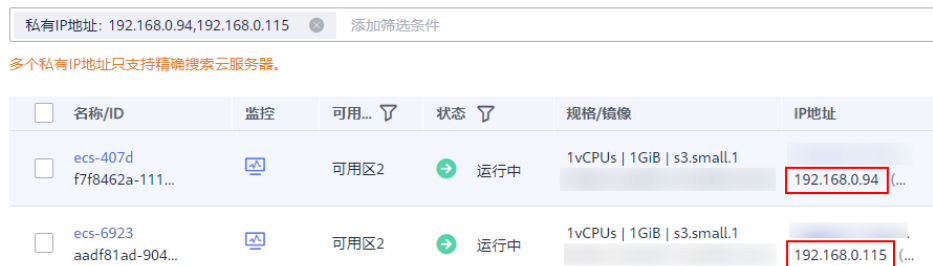 私有IP地址: 192.168.0.94,192.168.0.115 添加筛选条件
多个私有IP地址只支持精确搜索云服务器。
名称/ID 监控 可用... 状态 规格/镜像 IP地址
ecs-407d 1vCPUs | 1GiB | s3.small.1
f7f8462a-111... 可用区2 运行中 192.168.0.94 (...
ecs-6923 1vCPUs | 1GiB | s3.small.1
aadf81ad-904... 可用区2 运行中 192.168.0.115 (...